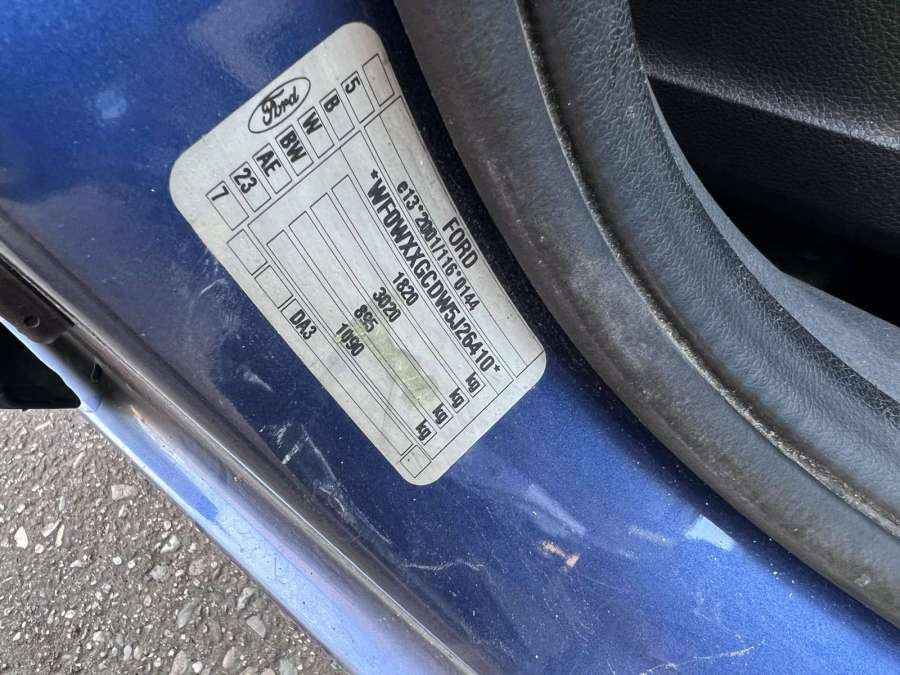 Ford
5
B
W
BW
AE
23
7
FORD
e13*2001/116*0144
*WF0WXXGCDW5J26410*
1820 kg
3020 kg
895 kg
1090 kg
DA3